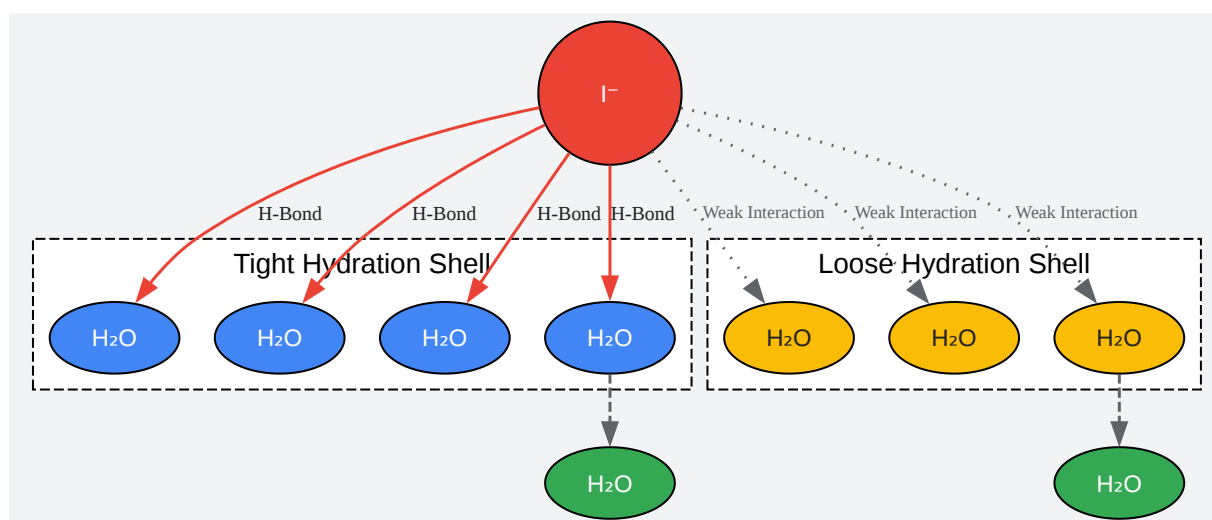 I⁻
H-Bond
H-Bond
H-Bond
H-Bond
Weak Interaction
Weak Interaction
Weak Interaction
Tight Hydration Shell
Loose Hydration Shell
H₂O
H₂O
H₂O
H₂O
H₂O
H₂O
H₂O
H₂O
H₂O